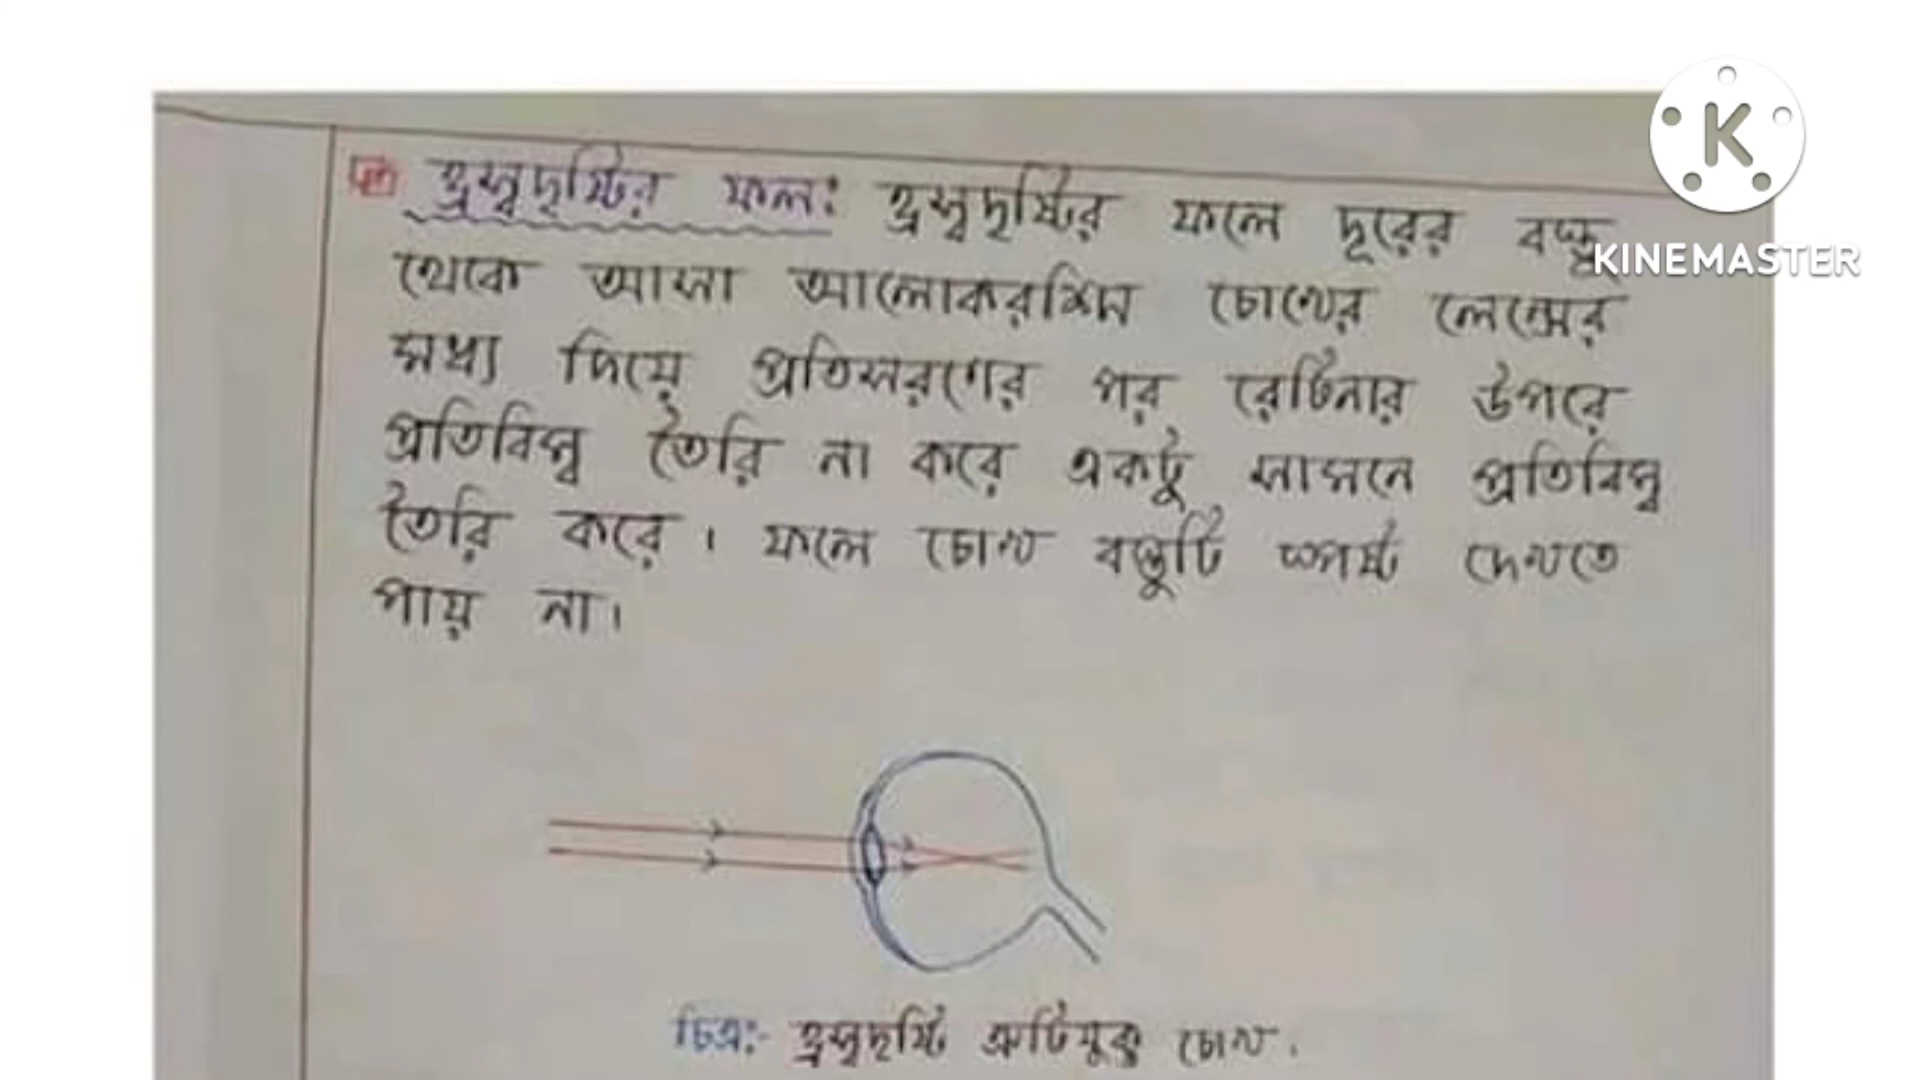 হ্রস্বদৃষ্টির ফল: হ্রস্বদৃষ্টির ফলে দূরের বস্তু
থেকে আসা আলোকরশ্মি চোখের লেন্সের
মধ্য দিয়ে প্রতিসরণের পর রেটিনার উপরে
প্রতিবিম্ব তৈরি না করে একটু সামনে প্রতিবিম্ব
তৈরি করে। ফলে চোখ বস্তুটি স্পষ্ট দেখতে
পায় না।
চিত্র:- হ্রস্বদৃষ্টি ত্রুটিযুক্ত চোখ.
K
KINEMASTER